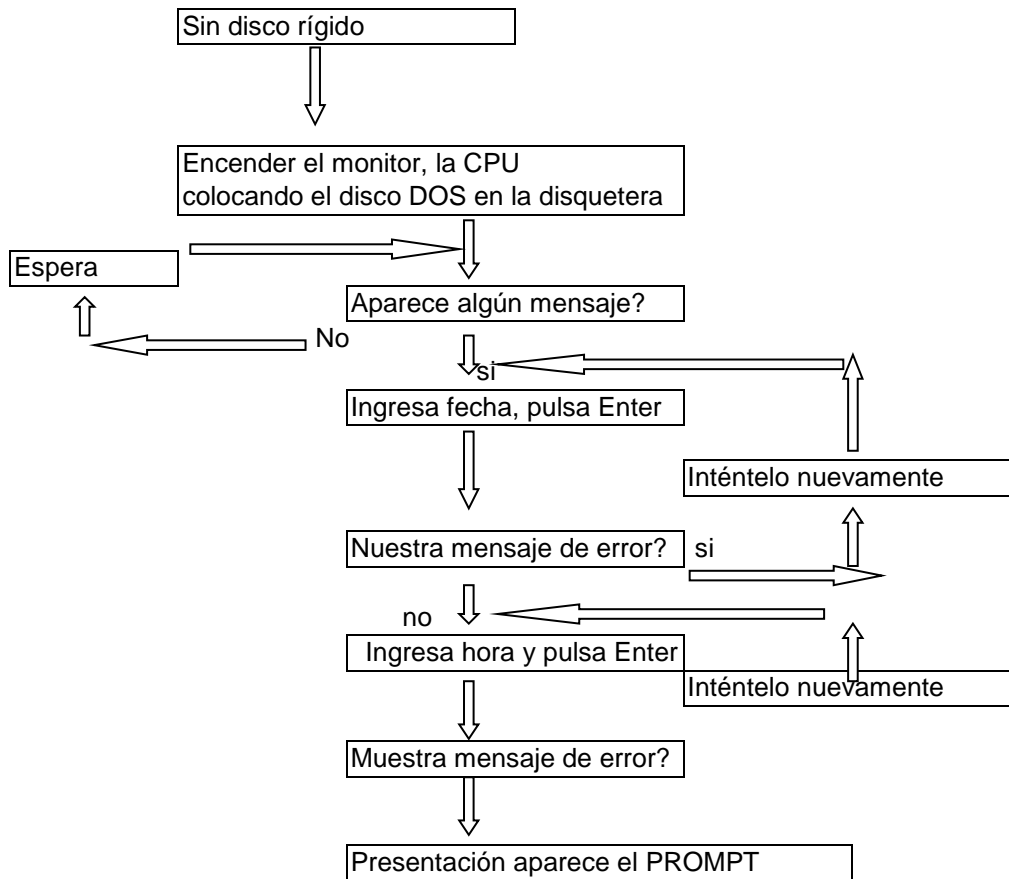 Sin disco rígido
Encender el monitor, la CPU
colocando el disco DOS en la disquetera
Espera
Aparece algún mensaje?
No
si
Ingresa fecha, pulsa Enter
Inténtelo nuevamente
Nuestra mensaje de error?
si
no
Ingresa hora y pulsa Enter
Inténtelo nuevamente
Muestra mensaje de error?
Presentación aparece el PROMPT